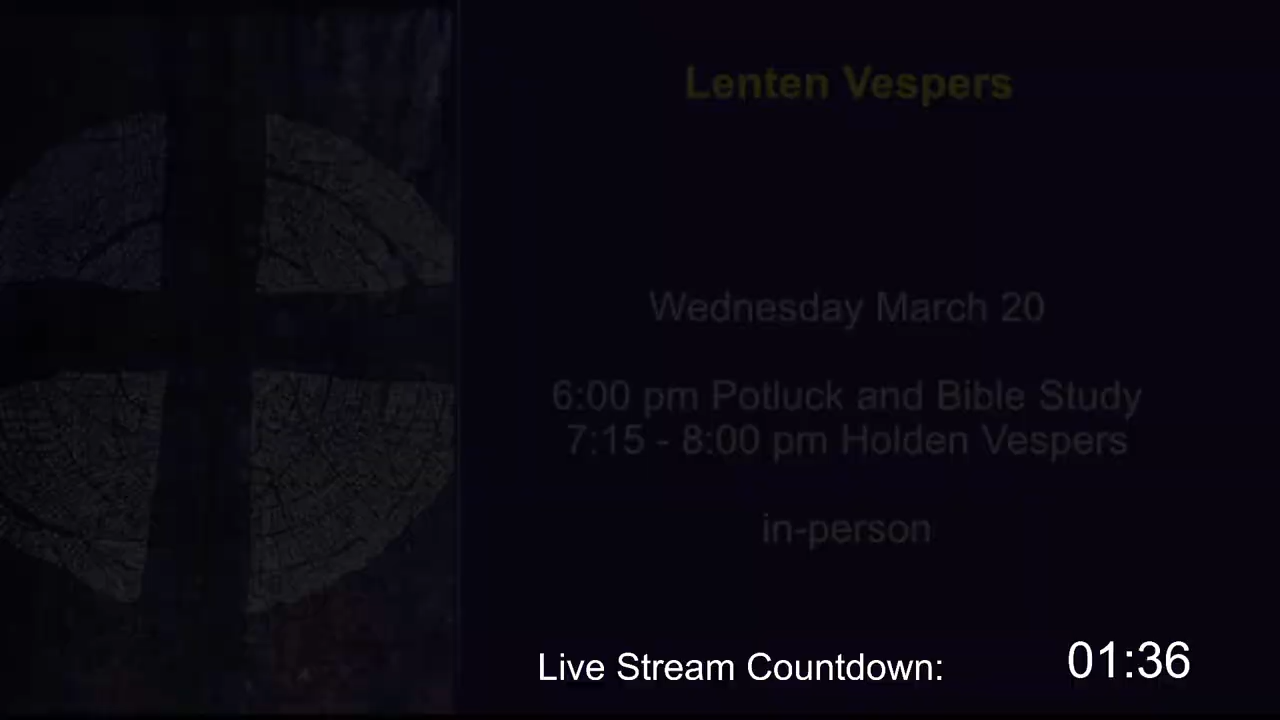 Lenten Vespers
Wednesday March 20
6:00 pm Potluck and Bible Study
7:15 - 8:00 pm Holden Vespers
in-person
Live Stream Countdown: 01:36